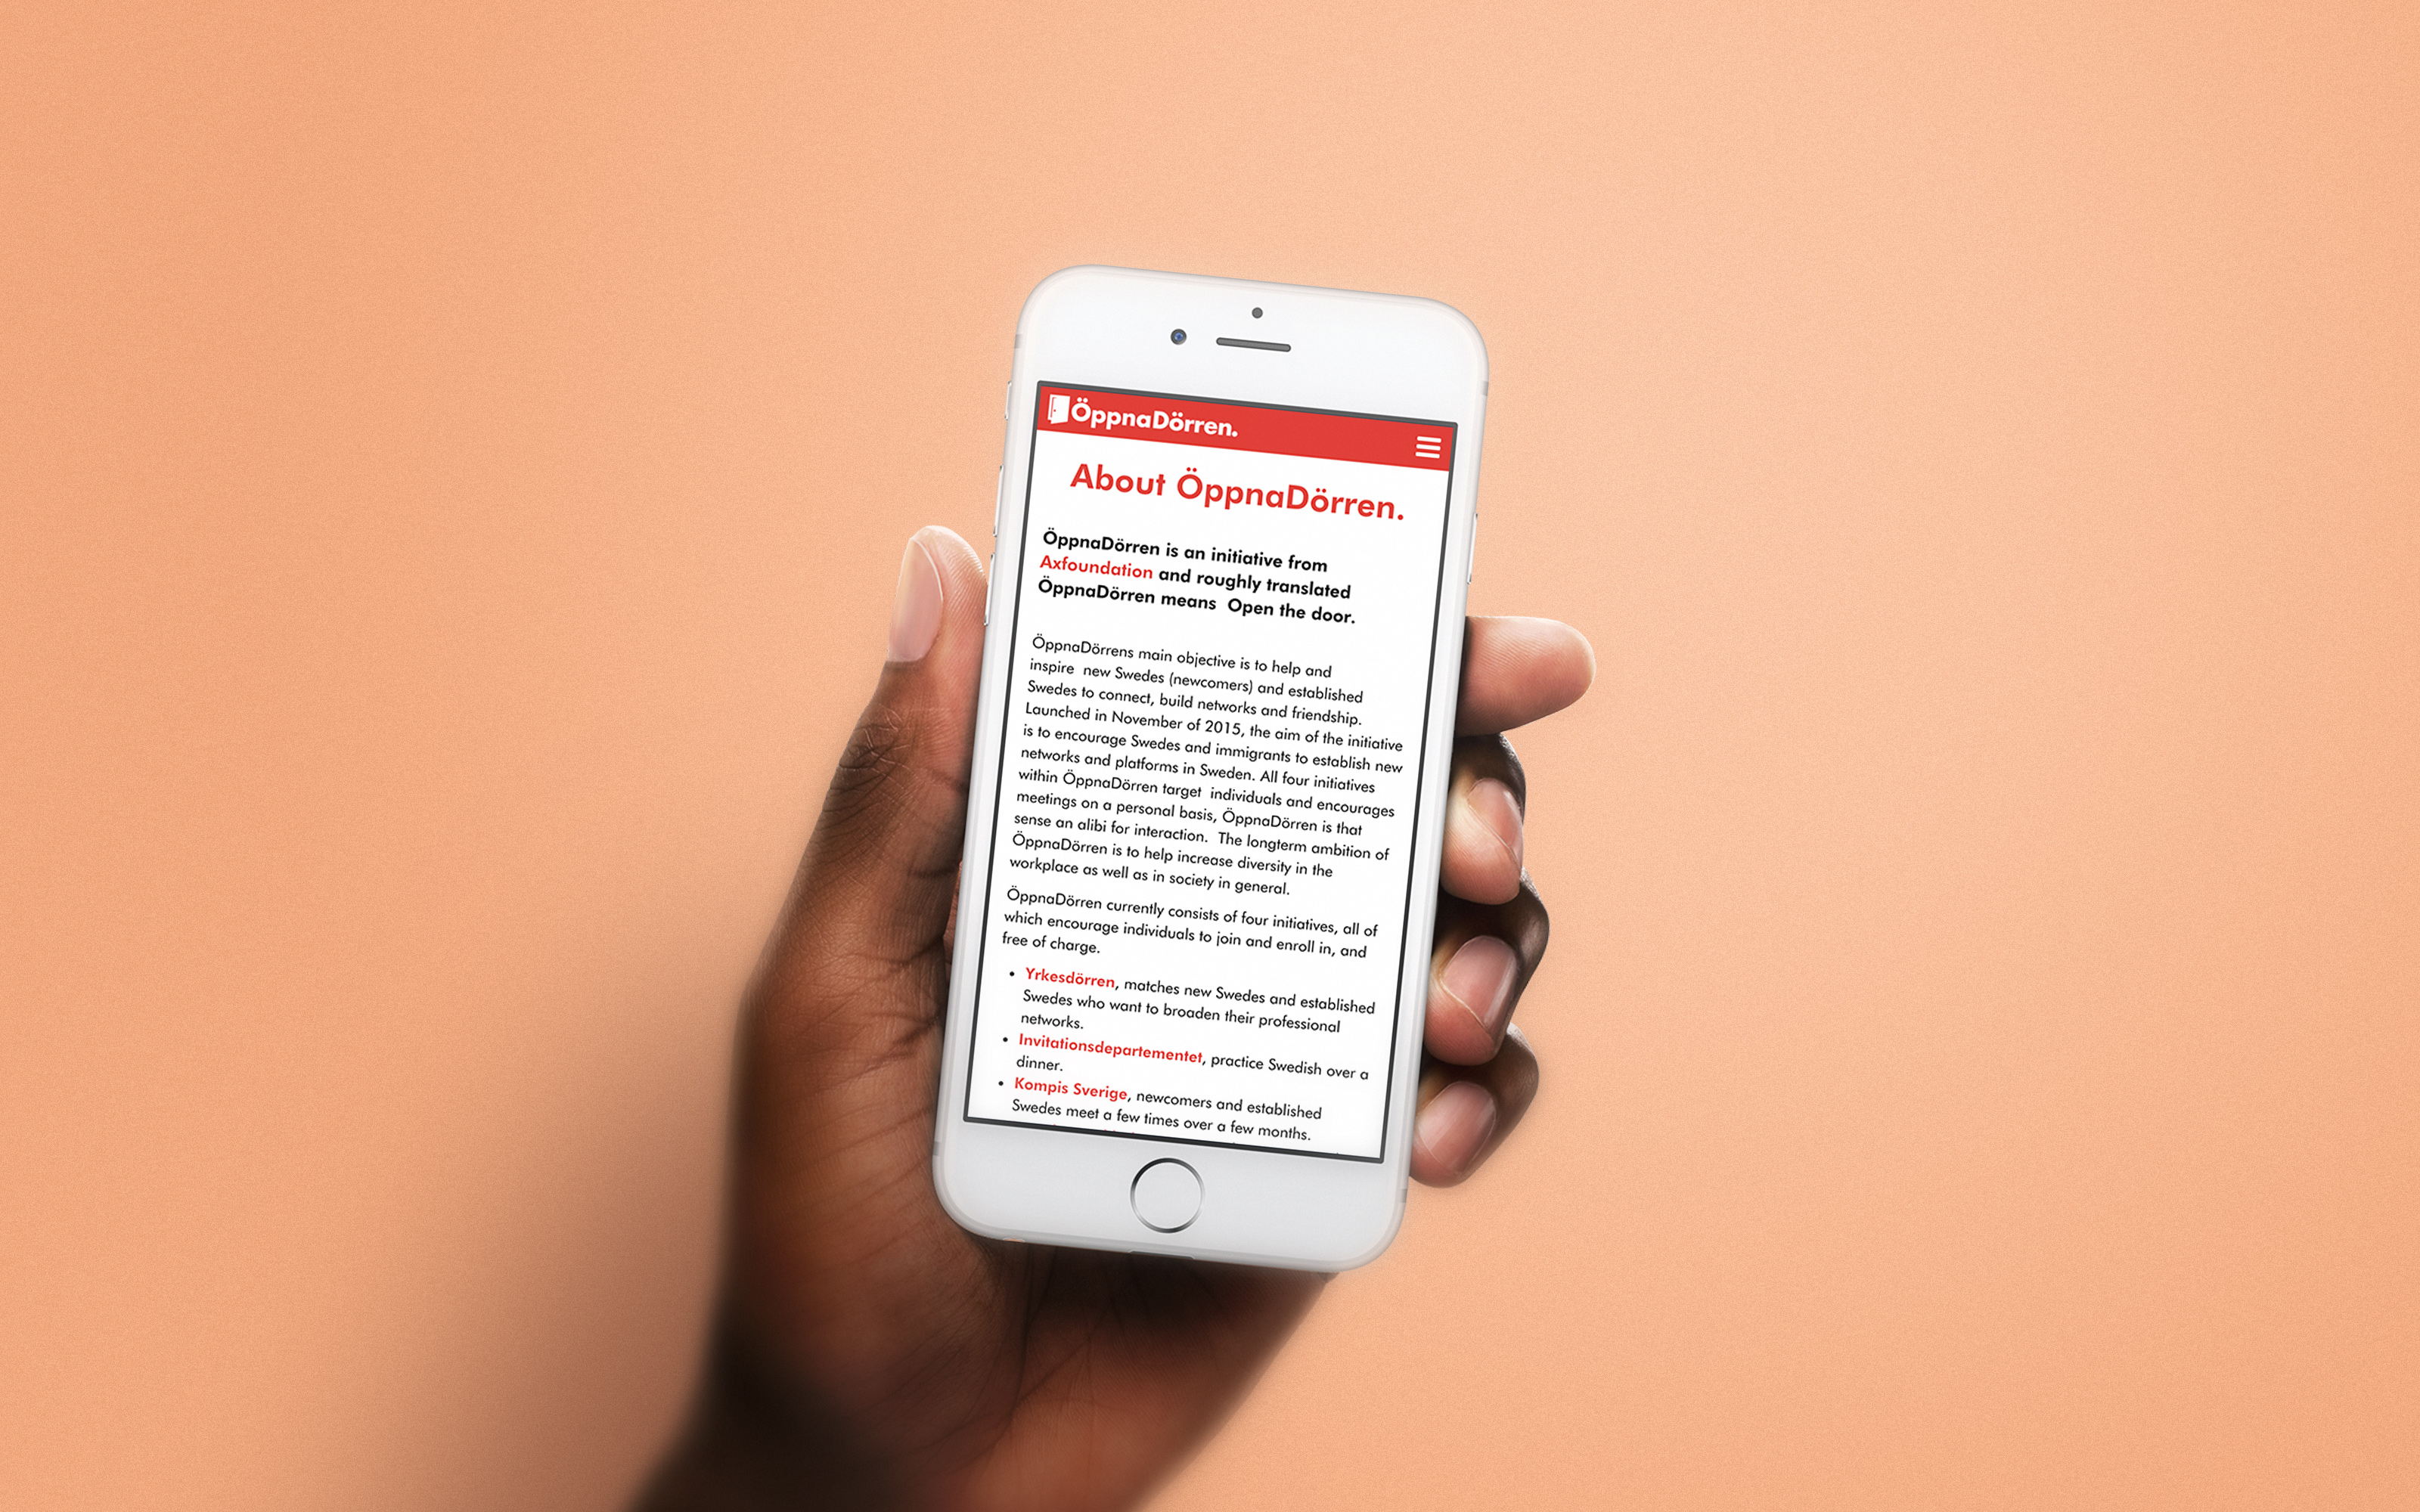 ÖppnaDörren.
About ÖppnaDörren.
ÖppnaDörren is an initiative from
Axfoundation and roughly translated
ÖppnaDörren means Open the door.
ÖppnaDörrens main objective is to help and
inspire new Swedes (newcomers) and established
Swedes to connect, build networks and friendship.
Launched in November of 2015, the aim of the initiative
is to encourage Swedes and immigrants to establish new
networks and platforms in Sweden. All four initiatives
within ÖppnaDörren target individuals and encourages
meetings on a personal basis, ÖppnaDörren is that
sense an alibi for interaction. The longterm ambition of
ÖppnaDörren is to help increase diversity in the
workplace as well as in society in general.
ÖppnaDörren currently consists of four initiatives, all of
which encourage individuals to join and enroll in, and
free of charge.
• Yrkesdörren, matches new Swedes and established
Swedes who want to broaden their professional
networks.
• Invitationsdepartementet, practice Swedish over a
dinner.
• Kompis Sverige, newcomers and established
Swedes meet a few times over a few months.